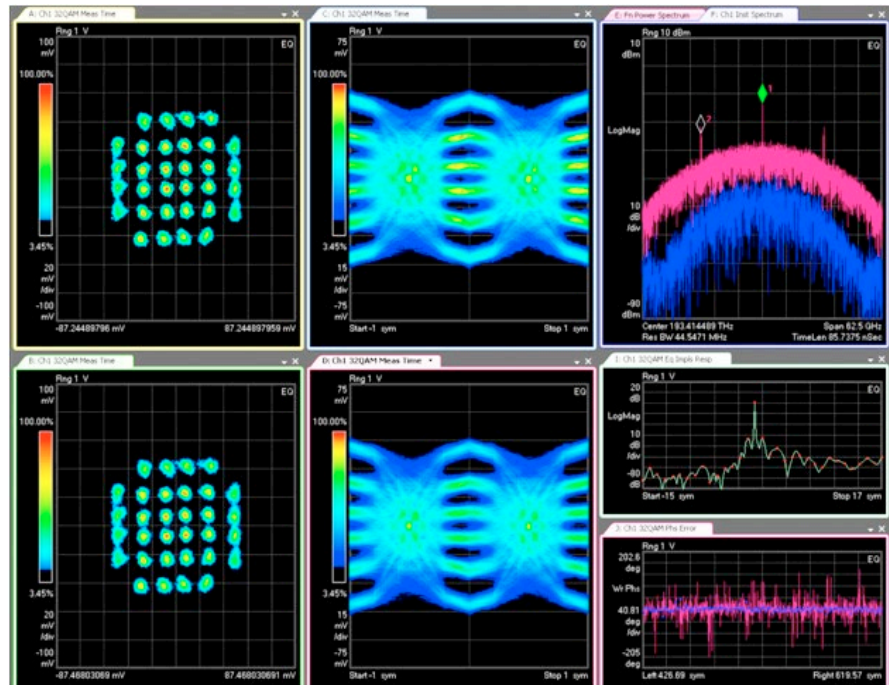 A: Ch1 32QAM Meas Time
Rng 1 V
100
mV
EQ
100.00%
3.45%
20
mV
/div
-100
mV
-87.24489796 mV
87.244897959 mV
C: Ch1 32QAM Meas Time
Rng 1 V
75
mV
EQ
100.00%
3.45%
15
mV
/div
-75
mV
Start -1 sym
Stop 1 sym
E: Fn Power Spectrum
F: Ch1 Inst Spectrum
Rng 10 dBm
10
dBm
EQ
1
2
LogMag
10
dB
/div
-90
dBm
Center 193.414489 THz
Span 62.5 GHz
Res BW 44.5471 MHz
TimeLen 85.7375 nSec
B: Ch1 32QAM Meas Time
Rng 1 V
100
mV
EQ
100.00%
3.45%
20
mV
/div
-100
mV
-87.46803069 mV
87.468030691 mV
D: Ch1 32QAM Meas Time
Rng 1 V
75
mV
EQ
100.00%
3.45%
15
mV
/div
-75
mV
Start -1 sym
Stop 1 sym
I: Ch1 32QAM Eq Impls Resp
Rng 1 V
20
dB
EQ
LogMag
20
dB
/div
-80
dB
Start -15 sym
Stop 17 sym
J: Ch1 32QAM Phs Error
Rng 1 V
202.6
deg
EQ
Wr Phs
40.81
deg
/div
-205
deg
Left 426.69 sym
Right 619.57 sym